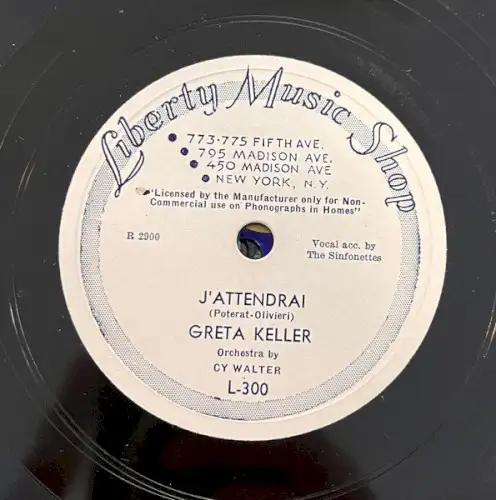 Liberty Music Shop
773-775 FIFTH AVE.
795 MADISON AVE.
450 MADISON AVE
NEW YORK, N.Y.
"Licensed by the Manufacturer only for Non-
Commercial use on Phonographs in Homes"
R 2900
Vocal acc. by
The Sinfonettes
J'ATTENDRAI
(Poterat-Olivieri)
GRETA KELLER
Orchestra by
CY WALTER
L-300